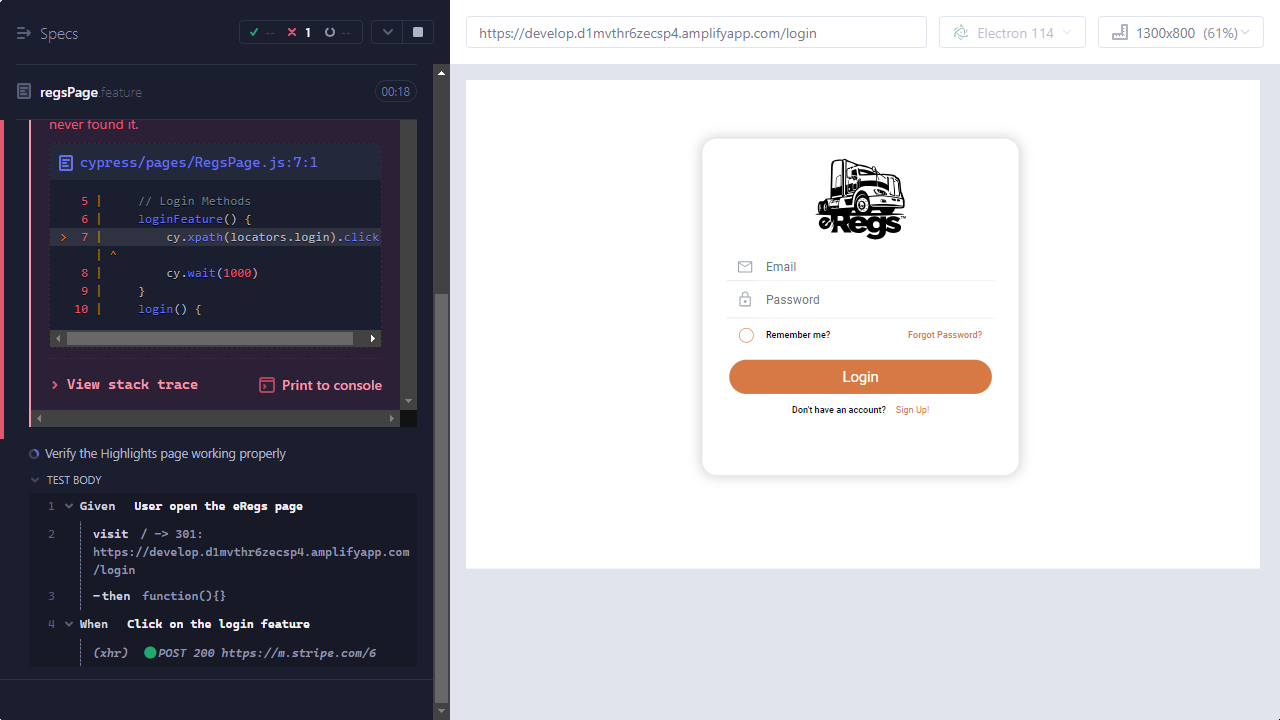 Specs
-- 1 --
regsPage.feature 00:18
never found it.
cypress/pages/RegsPage.js:7:1
5 | // Login Methods
6 | loginFeature() {
> 7 | cy.xpath(locators.login).click
| ^
8 | cy.wait(1000)
9 | }
10 | login() {
> View stack trace
Print to console
Verify the Highlights page working properly
TEST BODY
1 Given User open the eRegs page
2 visit / -> 301:
https://develop.d1mvthr6zecsp4.amplifyapp.com
/login
3 -then function(){}
4 When Click on the login feature
(xhr) POST 200 https://m.stripe.com/6
https://develop.d1mvthr6zecsp4.amplifyapp.com/login
Electron 114
1300x800 (61%)
eRegs™
Email
Password
Remember me? Forgot Password?
Login
Don't have an account? Sign Up!